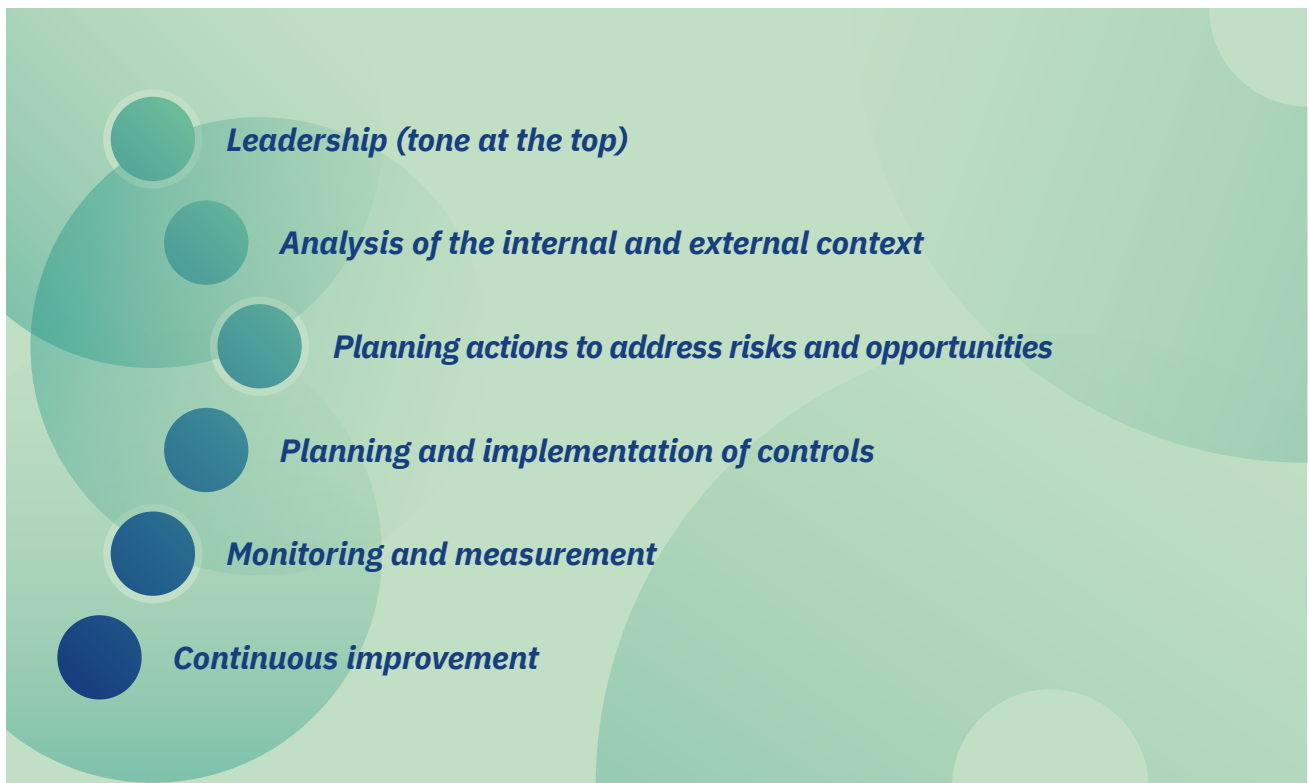 Leadership (tone at the top)
Analysis of the internal and external context
Planning actions to address risks and opportunities
Planning and implementation of controls
Monitoring and measurement
Continuous improvement